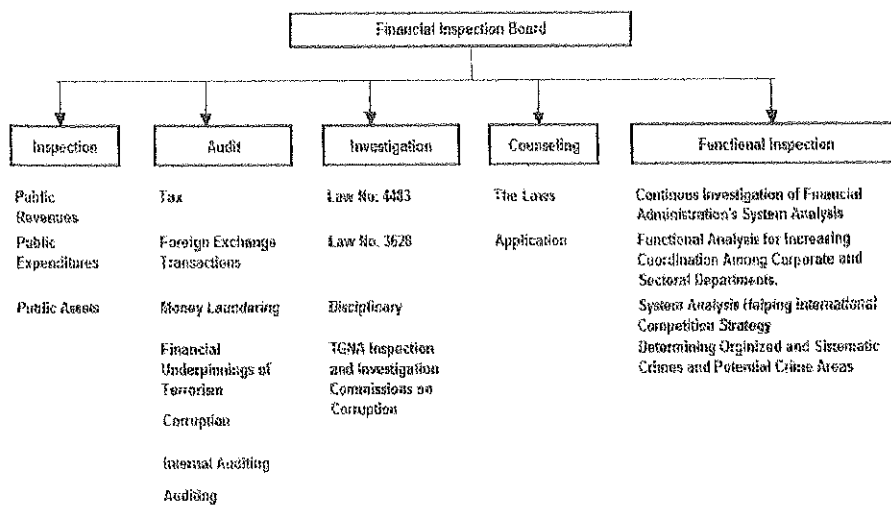 Financial Inspection Board
Inspection
Audit
Investigation
Counseling
Functional Inspection
Public
Revenues
Public
Expenditures
Public Assets
Tax
Foreign Exchange
Transactions
Money Laundering
Financial
Underpinnings of
Terrorism
Corruption
Internal Auditing
Auditing
Law No: 4483
Law No. 3628
Disciplinary
TGNA Inspection
and Investigation
Commissions on
Corruption
The Laws
Application
Continues Investigation of Financial
Administration's System Analysis
Functional Analysis for Increasing
Coordination Among Corporate and
Sectoral Departments.
System Analysis Helping International
Competition Strategy
Determining Orginized and Sistematic
Crimes and Potential Crime Areas